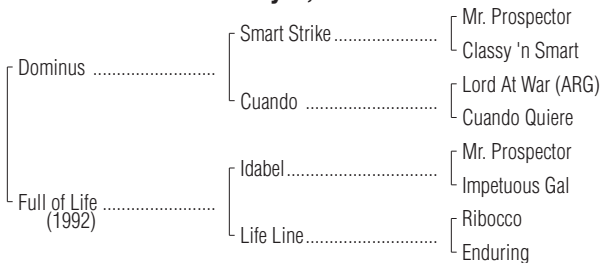 Mr. Prospector
Smart Strike
Classy 'n Smart
Dominus
Lord At War (ARG)
Cuando
Cuando Quiere
Mr. Prospector
Idabel
Impetuous Gal
Full of Life
(1992)
Ribocco
Life Line
Enduring